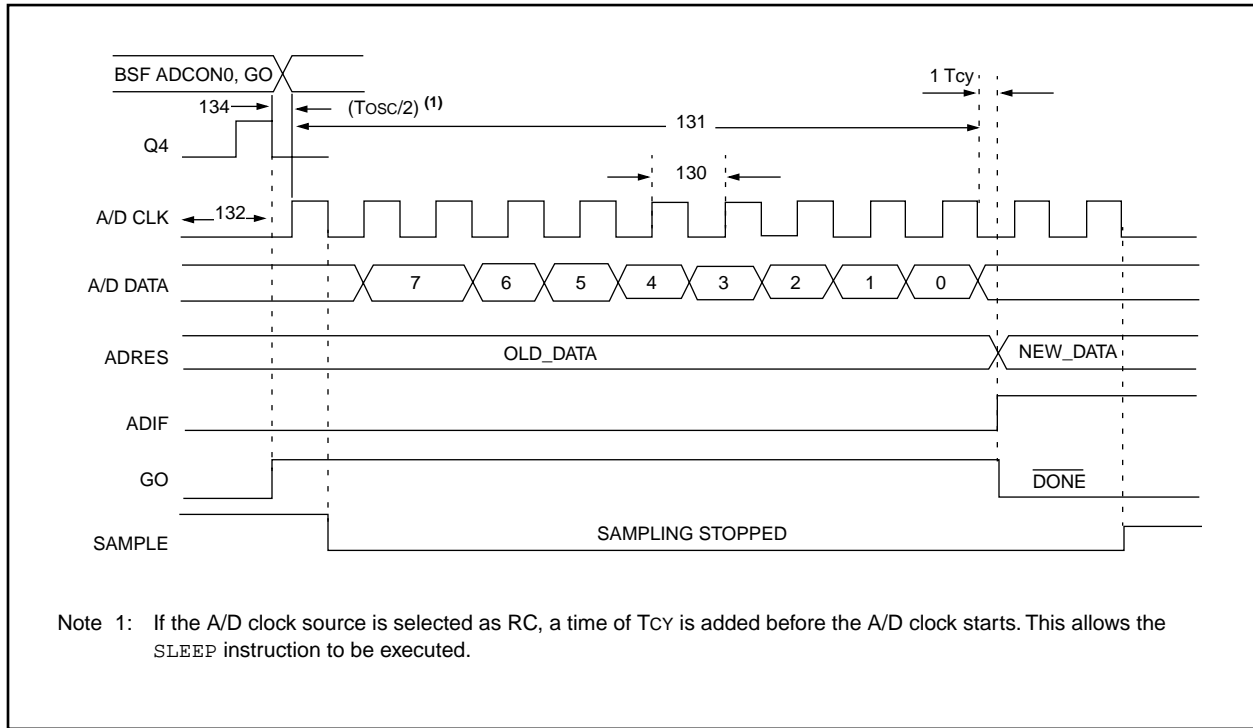 BSF ADCON0, GO
134
(TOSC/2) (1)
1 TCY
131
Q4
130
A/D CLK
132
A/D DATA
7 6 5 4 3 2 1 0
ADRES
OLD_DATA
NEW_DATA
ADIF
GO
DONE
SAMPLE
SAMPLING STOPPED
Note 1: If the A/D clock source is selected as RC, a time of TCY is added before the A/D clock starts. This allows the
SLEEP instruction to be executed.